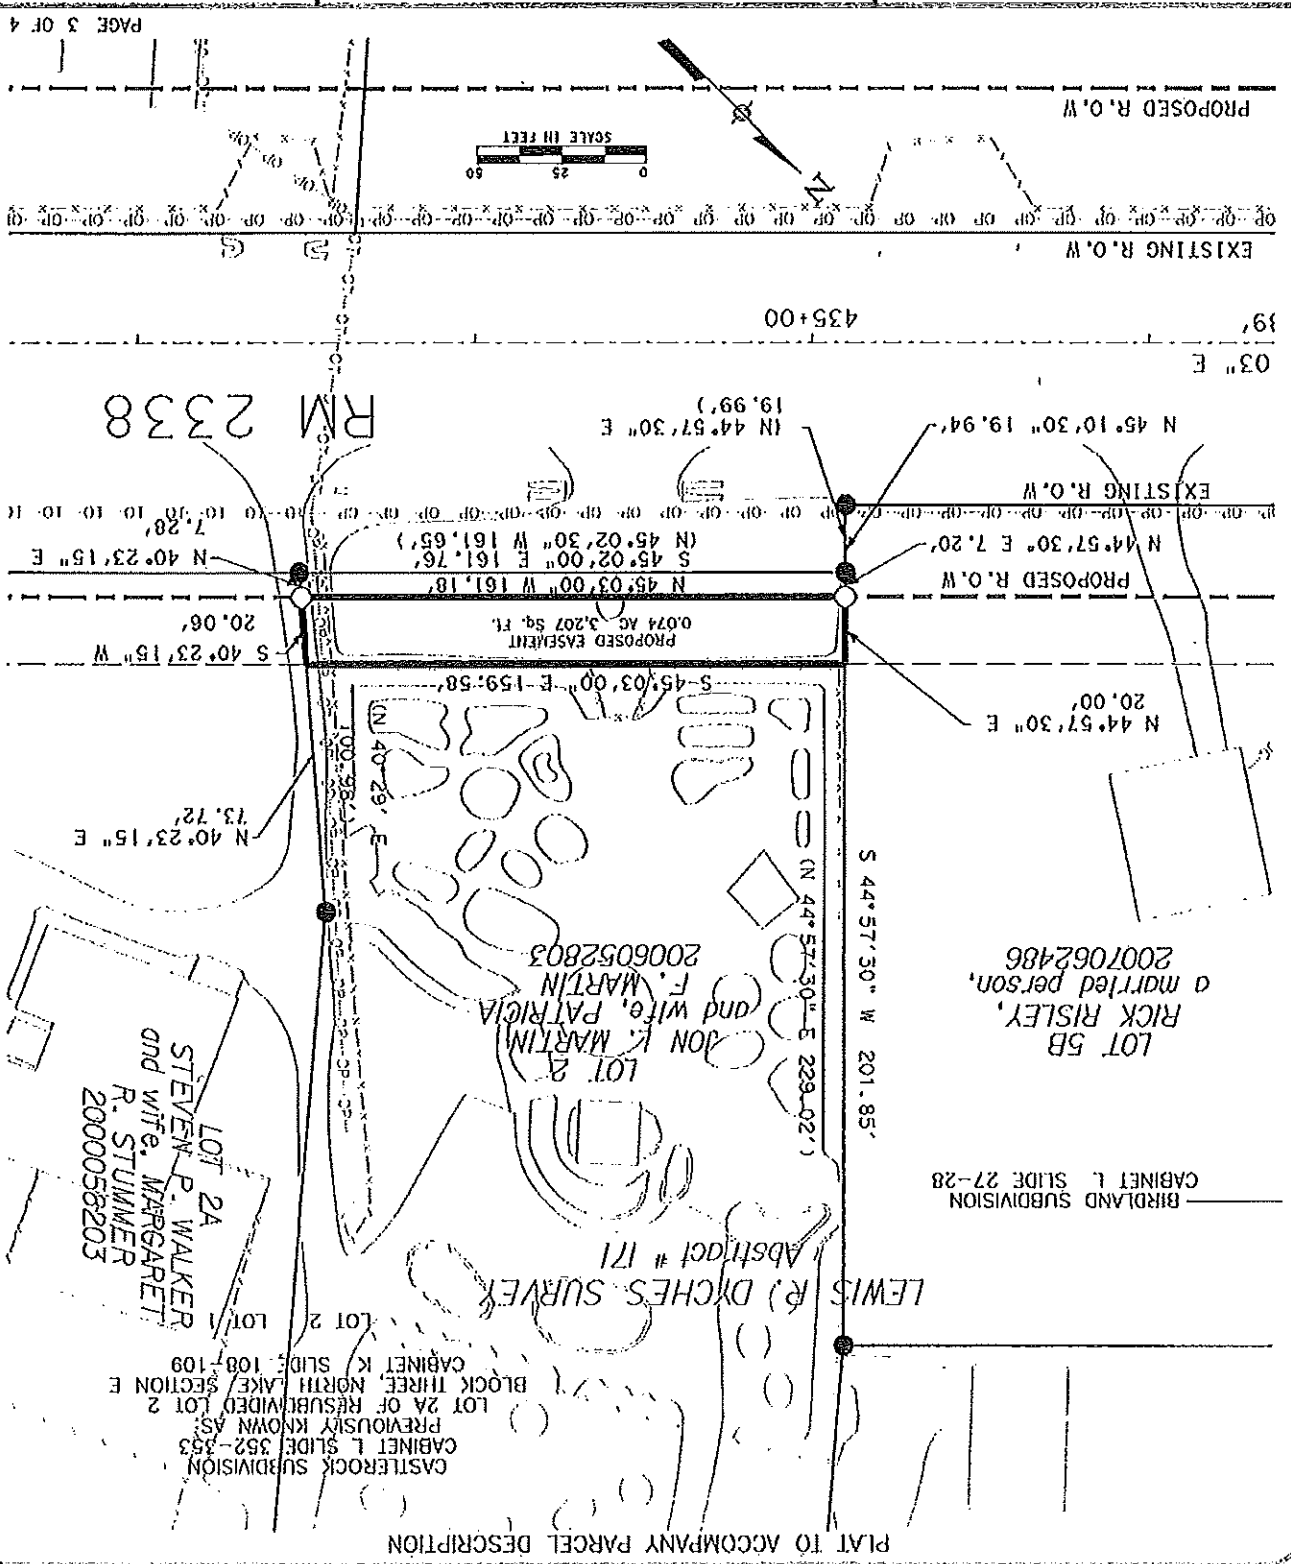 PLAT TO ACCOMPANY PARCEL DESCRIPTION
CASTLEROCK SUBDIVISION
CABINET L SLIDE 352-353
PREVIOUSLY KNOWN AS
LOT 2A OF RESUBDIVIDED LOT 2
BLOCK THREE, NORTH LAKE SECTION E
CABINET K SLIDE 108-109
LOT 2 LOT 1
LEWIS R. DYCHES SURVEY
Abstract # 171
BIRDLAND SUBDIVISION
CABINET L SLIDE 27-28
LOT 2A
STEVEN P. WALKER
and wife, MARGARET
R. STUMMER
2000058203
LOT 5B
RICK RISLEY,
a married person,
2007062486
LOT 2
JON K. MARTIN
and wife, PATRICIA
F. MARTIN
2006052803
S 44°57'30" W 201.85'
(N 44°57'30" E 229.02')
(N 40°29' E
100.98')
N 40°23'15" E
73.72'
N 44°57'30" E
20.00'
S 45°03'00" E 159.58'
S 40°23'15" W
20.06'
PROPOSED EASEMENT
0.074 AC 3,207 Sq. Ft.
PROPOSED R.O.W
N 45°03'00" W 161.18'
S 45°02'00" E 161.76'
(N 45°02'30" W 161.65')
N 40°23'15" E
7.28'
N 44°57'30" E 7.20'
EXISTING R.O.W
N 45°10'30" 19.94'
(N 44°57'30" E
19.99')
RM 2338
03" E
39'
435+00
EXISTING R.O.W
0 25 50
SCALE IN FEET
N
PROPOSED R.O.W
PAGE 3 OF 4